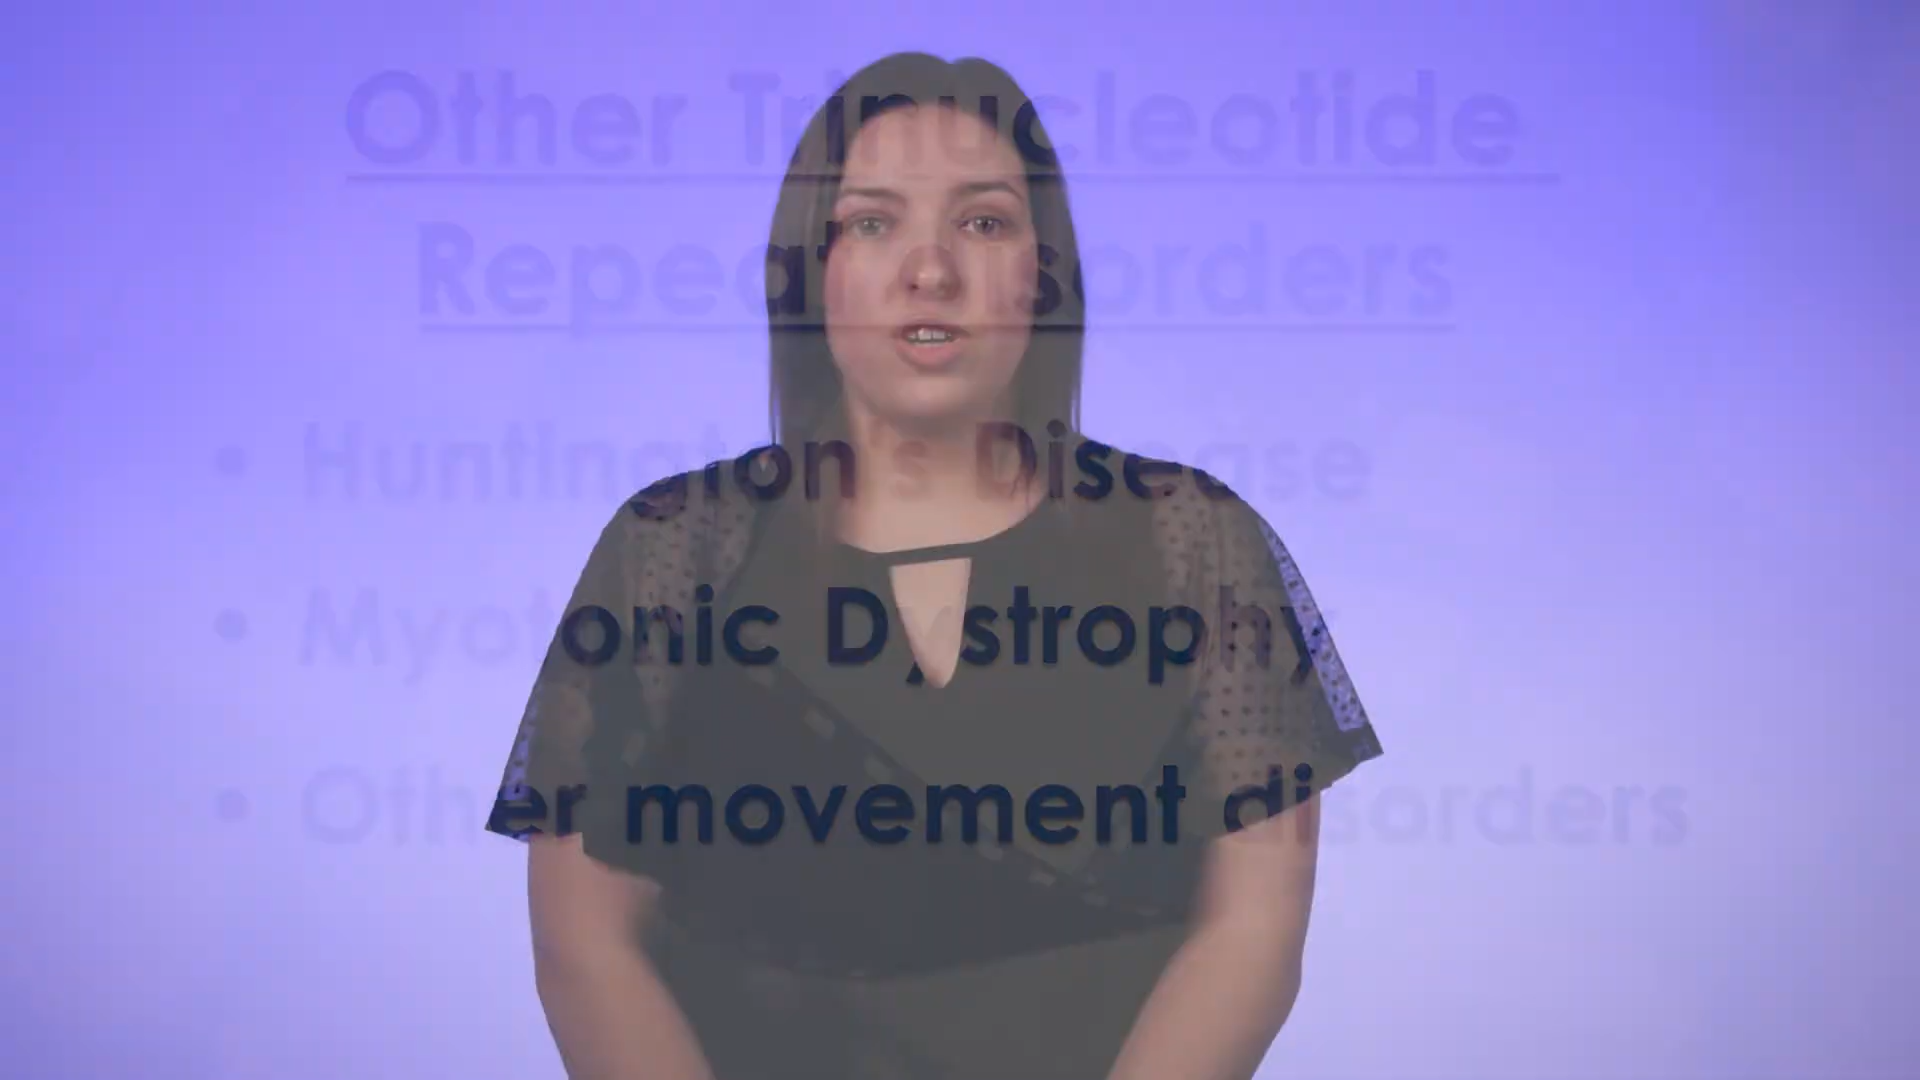 Other Trinucleotide
Repeat Disorders
• Huntington's Disease
• Myotonic Dystrophy
• Other movement disorders